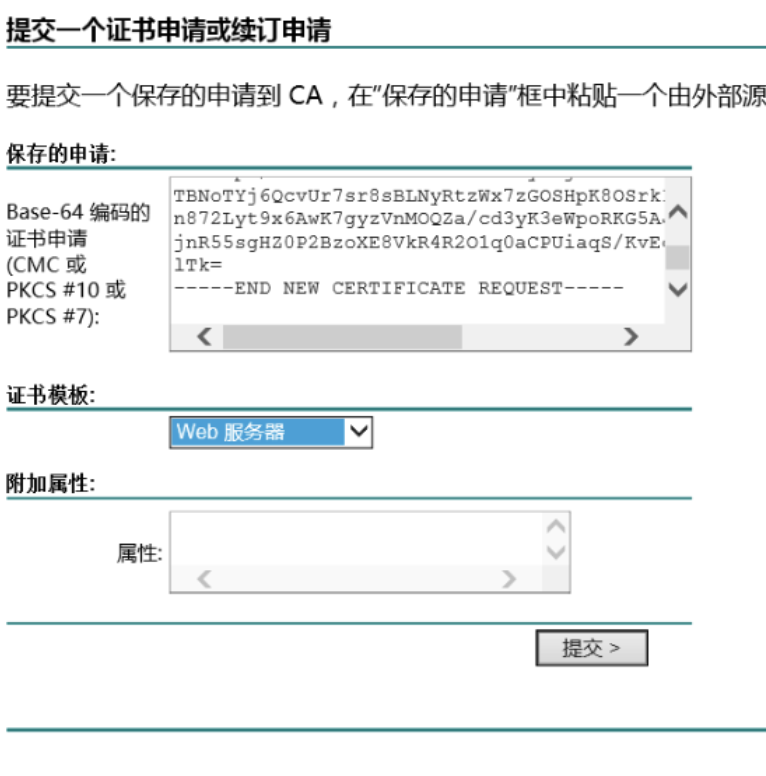 提交一个证书申请或续订申请
要提交一个保存的申请到 CA，在"保存的申请"框中粘贴一个由外部源
保存的申请:
Base-64 编码的
证书申请
(CMC 或
PKCS #10 或
PKCS #7):
TBNoTYj6QcvUr7sr8sBLNyRtzWx7zGOSHpK8OSrk
n872Lyt9x6AwK7gyzVnMOQZa/cd3yK3eWpoRKG5A
jnR55sgHZ0P2BzoXE8VkR4R2O1q0aCPUiaqS/KvE
lTk=
-----END NEW CERTIFICATE REQUEST-----
证书模板:
Web 服务器
附加属性:
属性:
提交 >